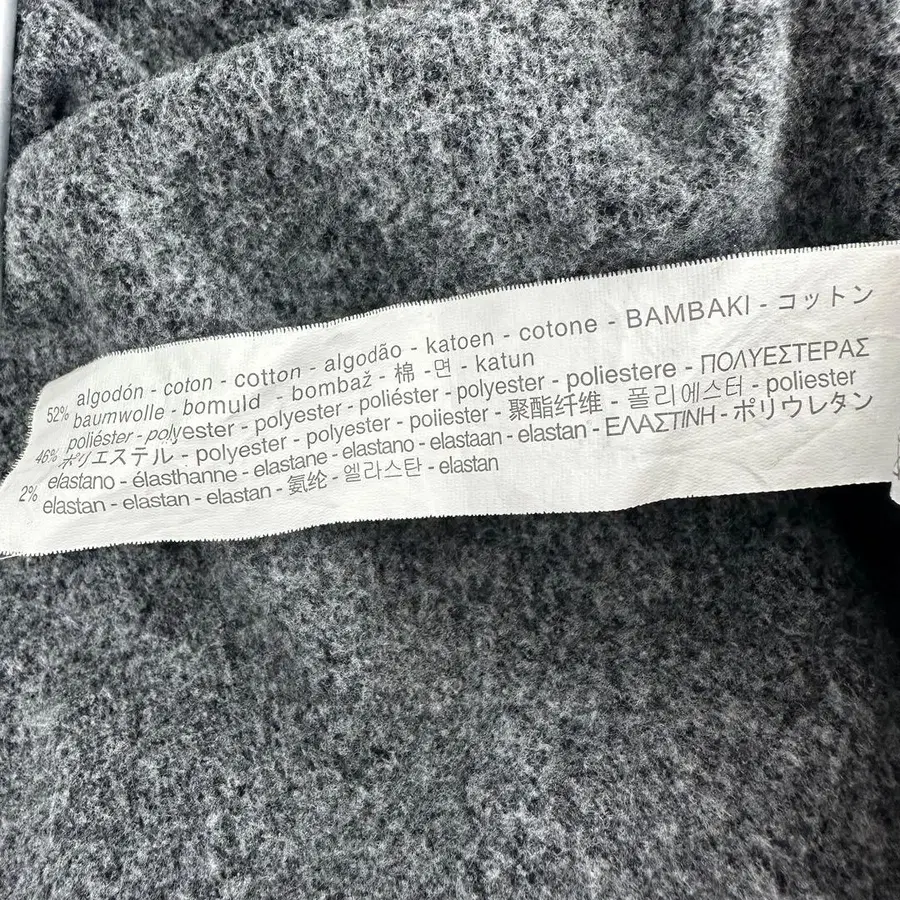 52% algodón - coton - cotton - algodão - katoen - cotone - BAMBAKI - コットン
baumwolle - bomuld - bombaž - 棉 - 면 - katun
46% poliéster - polyester - polyester - poliéster - polyester - poliestere - ΠΟΛΥΕΣΤΕΡΑΣ
ポリエステル - polyester - polyester - poliester - 聚酯纤维 - 폴리에스터 - poliester
2% elastano - élasthanne - elastane - elastano - elastaan - elastan - ΕΛΑΣΤΙΝΗ - ポリウレタン
elastan - elastan - elastan - 氨纶 - 엘라스탄 - elastan